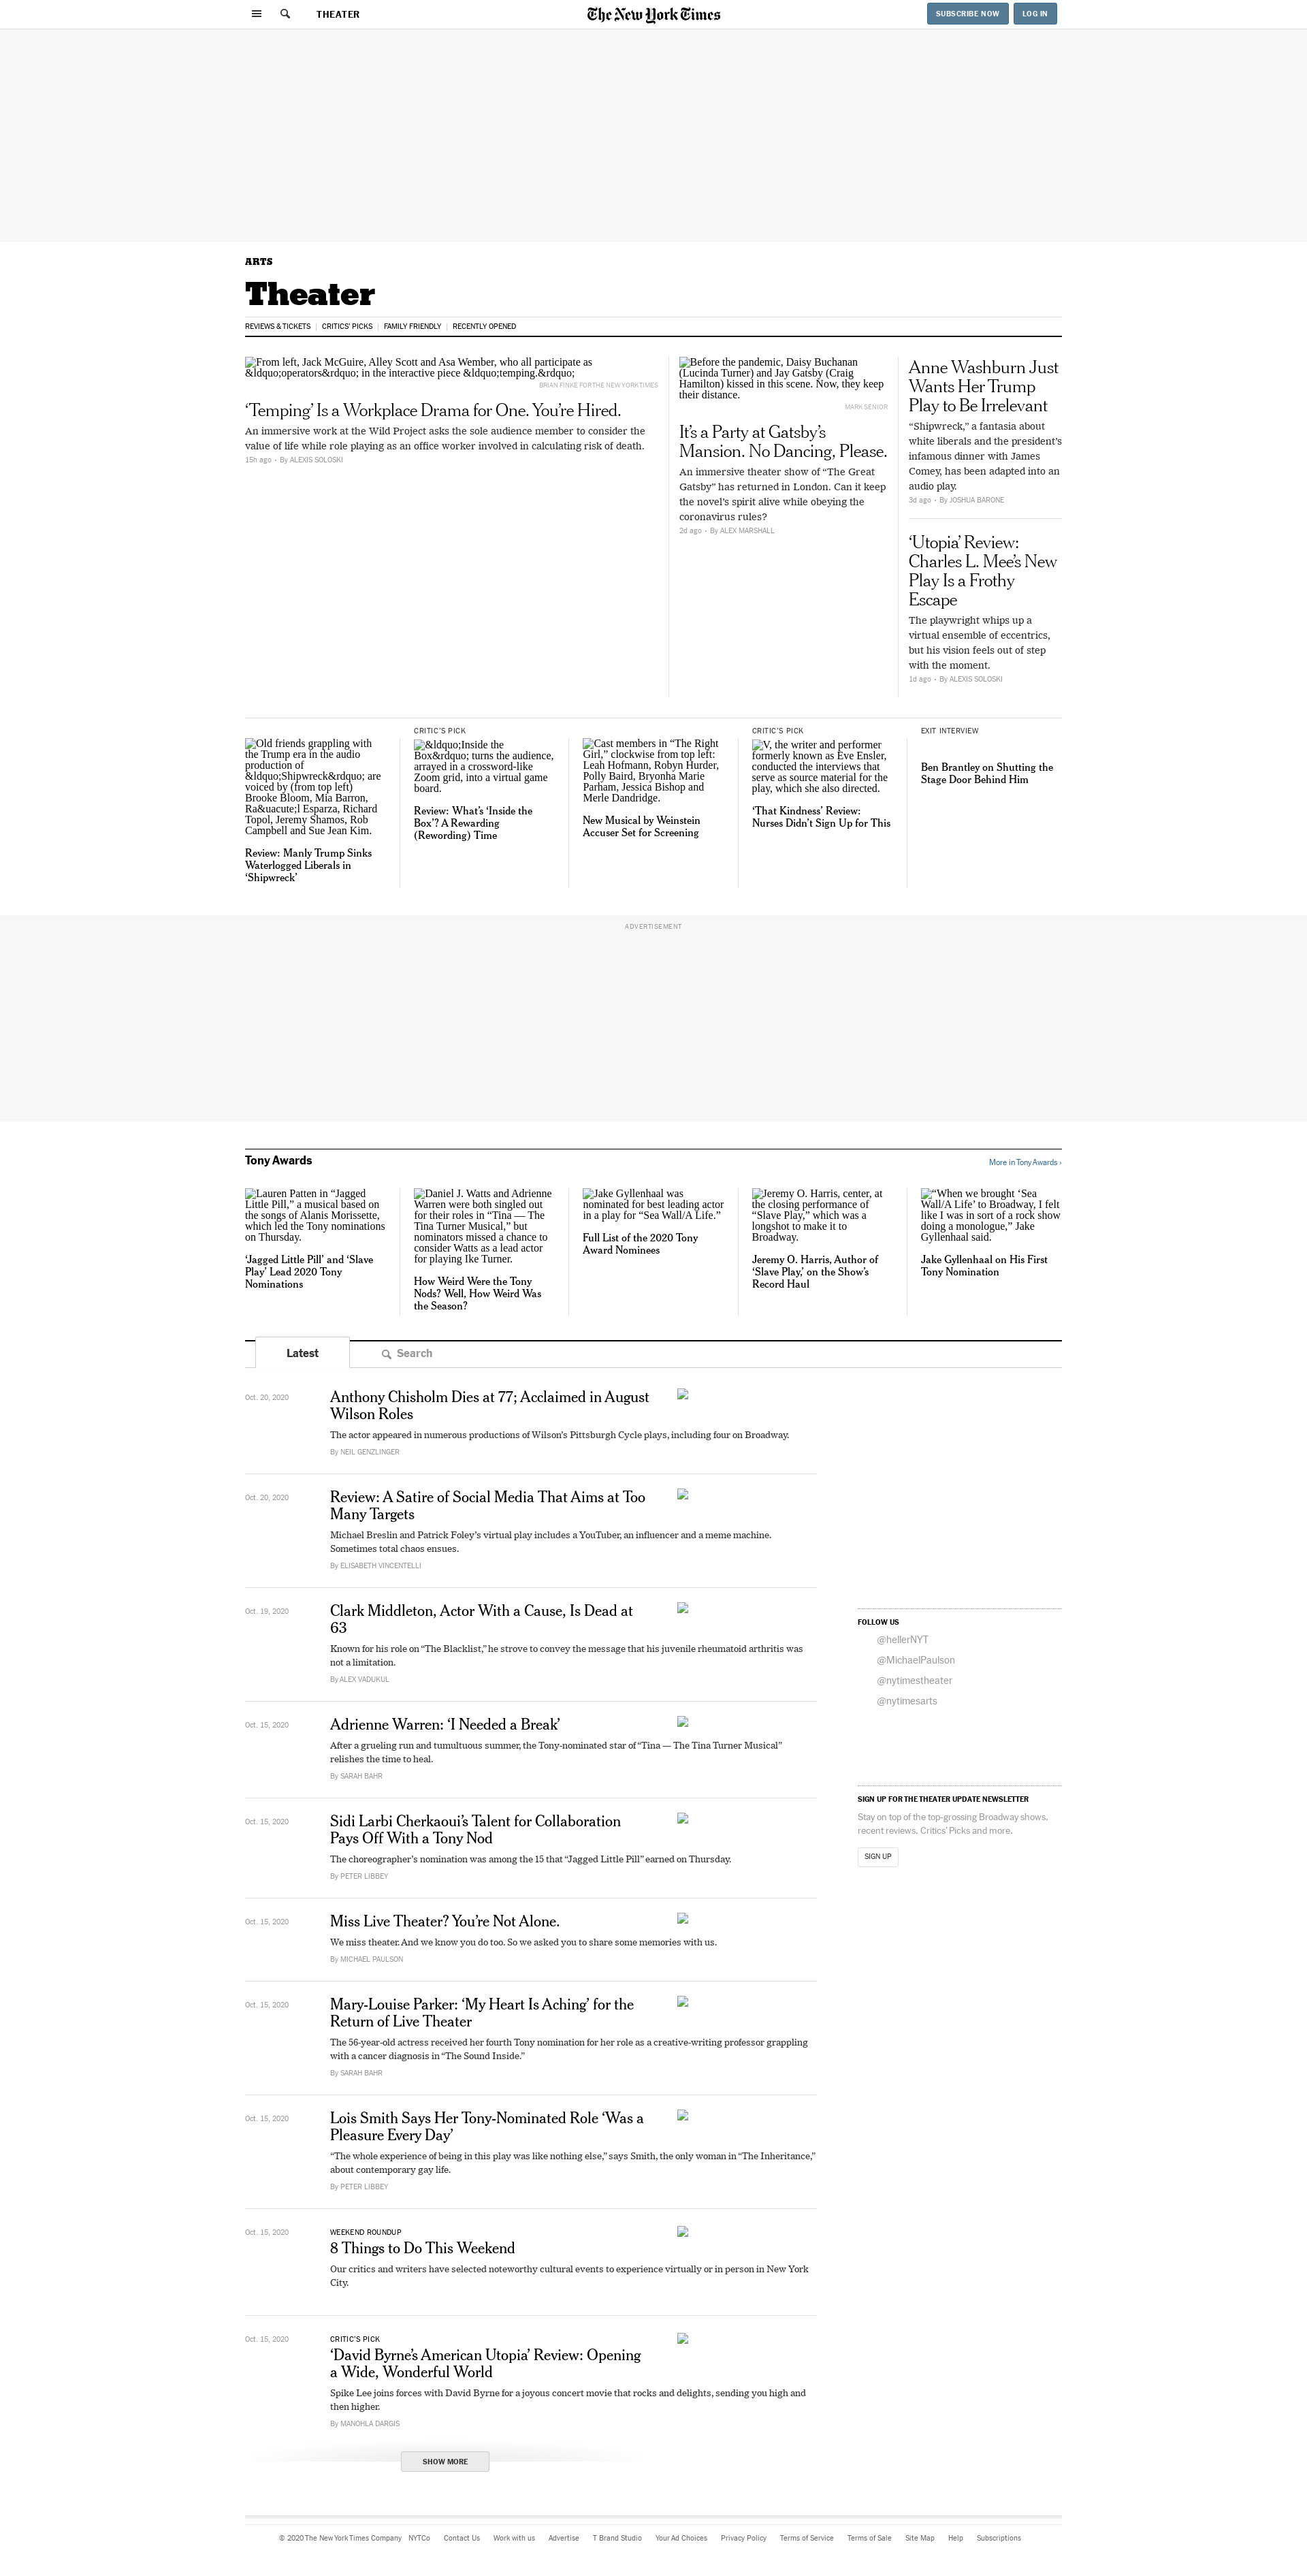 THEATER
The New York Times
SUBSCRIBE NOW
LOG IN
ARTS
Theater
REVIEWS & TICKETS | CRITICS' PICKS | FAMILY FRIENDLY | RECENTLY OPENED
From left, Jack McGuire, Alley Scott and Asa Wember, who all participate as
&ldquo;operators&rdquo; in the interactive piece &ldquo;temping.&rdquo;
BRIAN FINKE FOR THE NEW YORK TIMES
‘Temping’ Is a Workplace Drama for One. You’re Hired.
An immersive work at the Wild Project asks the sole audience member to consider the
value of life while role playing as an office worker involved in calculating risk of death.
15h ago • By ALEXIS SOLOSKI
Before the pandemic, Daisy Buchanan
(Lucinda Turner) and Jay Gatsby (Craig
Hamilton) kissed in this scene. Now, they keep
their distance.
MARK SENIOR
It’s a Party at Gatsby’s
Mansion. No Dancing, Please.
An immersive theater show of “The Great
Gatsby” has returned in London. Can it keep
the novel’s spirit alive while obeying the
coronavirus rules?
2d ago • By ALEX MARSHALL
Anne Washburn Just
Wants Her Trump
Play to Be Irrelevant
“Shipwreck,” a fantasia about
white liberals and the president’s
infamous dinner with James
Comey, has been adapted into an
audio play.
3d ago • By JOSHUA BARONE
‘Utopia’ Review:
Charles L. Mee’s New
Play Is a Frothy
Escape
The playwright whips up a
virtual ensemble of eccentrics,
but his vision feels out of step
with the moment.
1d ago • By ALEXIS SOLOSKI
Old friends grappling with
the Trump era in the audio
production of
&ldquo;Shipwreck&rdquo; are
voiced by (from top left)
Brooke Bloom, Mia Barron,
Ra&uacute;l Esparza, Richard
Topol, Jeremy Shamos, Rob
Campbell and Sue Jean Kim.
Review: Manly Trump Sinks
Waterlogged Liberals in
‘Shipwreck’
CRITIC’S PICK
&ldquo;Inside the
Box&rdquo; turns the audience,
arrayed in a crossword-like
Zoom grid, into a virtual game
board.
Review: What’s ‘Inside the
Box’? A Rewarding
(Rewording) Time
Cast members in “The Right
Girl,” clockwise from top left:
Leah Hofmann, Robyn Hurder,
Polly Baird, Bryonha Marie
Parham, Jessica Bishop and
Merle Dandridge.
New Musical by Weinstein
Accuser Set for Screening
CRITIC’S PICK
V, the writer and performer
formerly known as Eve Ensler,
conducted the interviews that
serve as source material for the
play, which she also directed.
‘That Kindness’ Review:
Nurses Didn’t Sign Up for This
EXIT INTERVIEW
Ben Brantley on Shutting the
Stage Door Behind Him
ADVERTISEMENT
Tony Awards
More in Tony Awards ›
Lauren Patten in “Jagged
Little Pill,” a musical based on
the songs of Alanis Morissette,
which led the Tony nominations
on Thursday.
‘Jagged Little Pill’ and ‘Slave
Play’ Lead 2020 Tony
Nominations
Daniel J. Watts and Adrienne
Warren were both singled out
for their roles in “Tina — The
Tina Turner Musical,” but
nominators missed a chance to
consider Watts as a lead actor
for playing Ike Turner.
How Weird Were the Tony
Nods? Well, How Weird Was
the Season?
Jake Gyllenhaal was
nominated for best leading actor
in a play for “Sea Wall/A Life.”
Full List of the 2020 Tony
Award Nominees
Jeremy O. Harris, center, at
the closing performance of
“Slave Play,” which was a
longshot to make it to
Broadway.
Jeremy O. Harris, Author of
‘Slave Play,’ on the Show’s
Record Haul
“When we brought ‘Sea
Wall/A Life’ to Broadway, I felt
like I was in sort of a rock show
doing a monologue,” Jake
Gyllenhaal said.
Jake Gyllenhaal on His First
Tony Nomination
Latest
Search
Oct. 20, 2020
Anthony Chisholm Dies at 77; Acclaimed in August
Wilson Roles
The actor appeared in numerous productions of Wilson’s Pittsburgh Cycle plays, including four on Broadway.
By NEIL GENZLINGER
Oct. 20, 2020
Review: A Satire of Social Media That Aims at Too
Many Targets
Michael Breslin and Patrick Foley’s virtual play includes a YouTuber, an influencer and a meme machine.
Sometimes total chaos ensues.
By ELISABETH VINCENTELLI
Oct. 19, 2020
Clark Middleton, Actor With a Cause, Is Dead at
63
Known for his role on “The Blacklist,” he strove to convey the message that his juvenile rheumatoid arthritis was
not a limitation.
By ALEX VADUKUL
Oct. 15, 2020
Adrienne Warren: ‘I Needed a Break’
After a grueling run and tumultuous summer, the Tony-nominated star of “Tina — The Tina Turner Musical”
relishes the time to heal.
By SARAH BAHR
Oct. 15, 2020
Sidi Larbi Cherkaoui’s Talent for Collaboration
Pays Off With a Tony Nod
The choreographer’s nomination was among the 15 that “Jagged Little Pill” earned on Thursday.
By PETER LIBBEY
Oct. 15, 2020
Miss Live Theater? You’re Not Alone.
We miss theater. And we know you do too. So we asked you to share some memories with us.
By MICHAEL PAULSON
Oct. 15, 2020
Mary-Louise Parker: ‘My Heart Is Aching’ for the
Return of Live Theater
The 56-year-old actress received her fourth Tony nomination for her role as a creative-writing professor grappling
with a cancer diagnosis in “The Sound Inside.”
By SARAH BAHR
Oct. 15, 2020
Lois Smith Says Her Tony-Nominated Role ‘Was a
Pleasure Every Day’
“The whole experience of being in this play was like nothing else,” says Smith, the only woman in “The Inheritance,”
about contemporary gay life.
By PETER LIBBEY
Oct. 15, 2020
WEEKEND ROUNDUP
8 Things to Do This Weekend
Our critics and writers have selected noteworthy cultural events to experience virtually or in person in New York
City.
Oct. 15, 2020
CRITIC’S PICK
‘David Byrne’s American Utopia’ Review: Opening
a Wide, Wonderful World
Spike Lee joins forces with David Byrne for a joyous concert movie that rocks and delights, sending you high and
then higher.
By MANOHLA DARGIS
SHOW MORE
FOLLOW US
@hellerNYT
@MichaelPaulson
@nytimestheater
@nytimesarts
SIGN UP FOR THE THEATER UPDATE NEWSLETTER
Stay on top of the top-grossing Broadway shows,
recent reviews, Critics’ Picks and more.
SIGN UP
© 2020 The New York Times Company NYTCo Contact Us Work with us Advertise T Brand Studio Your Ad Choices Privacy Policy Terms of Service Terms of Sale Site Map Help Subscriptions